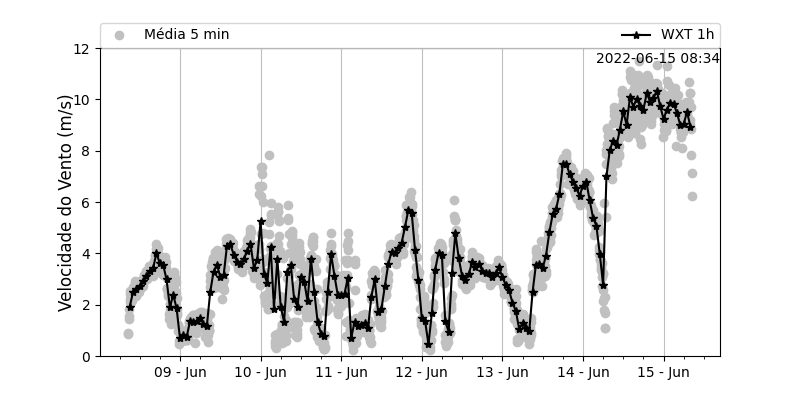 Média 5 min
WXT 1h
2022-06-15 08:34
Velocidade do Vento (m/s)
12
10
8
6
4
2
0
09 - Jun
10 - Jun
11 - Jun
12 - Jun
13 - Jun
14 - Jun
15 - Jun